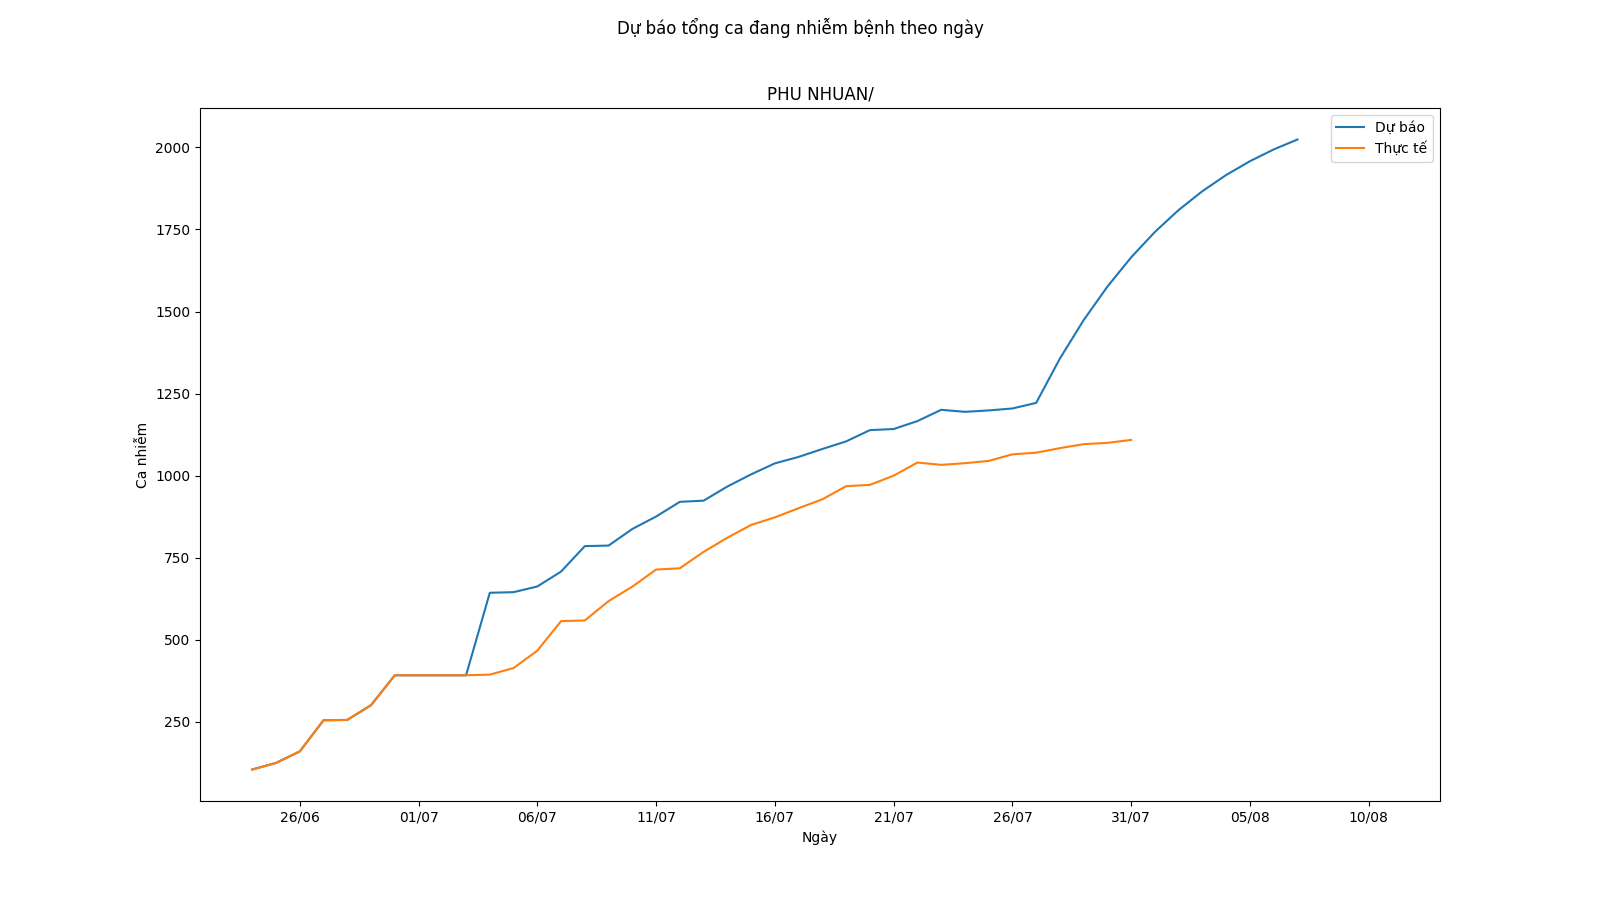 Dự báo tổng ca đang nhiễm bệnh theo ngày
PHU NHUAN/
Dự báo
Thực tế
2000
1750
1500
1250
1000
750
500
250
Ca nhiễm
26/06 01/07 06/07 11/07 16/07 21/07 26/07 31/07 05/08 10/08
Ngày